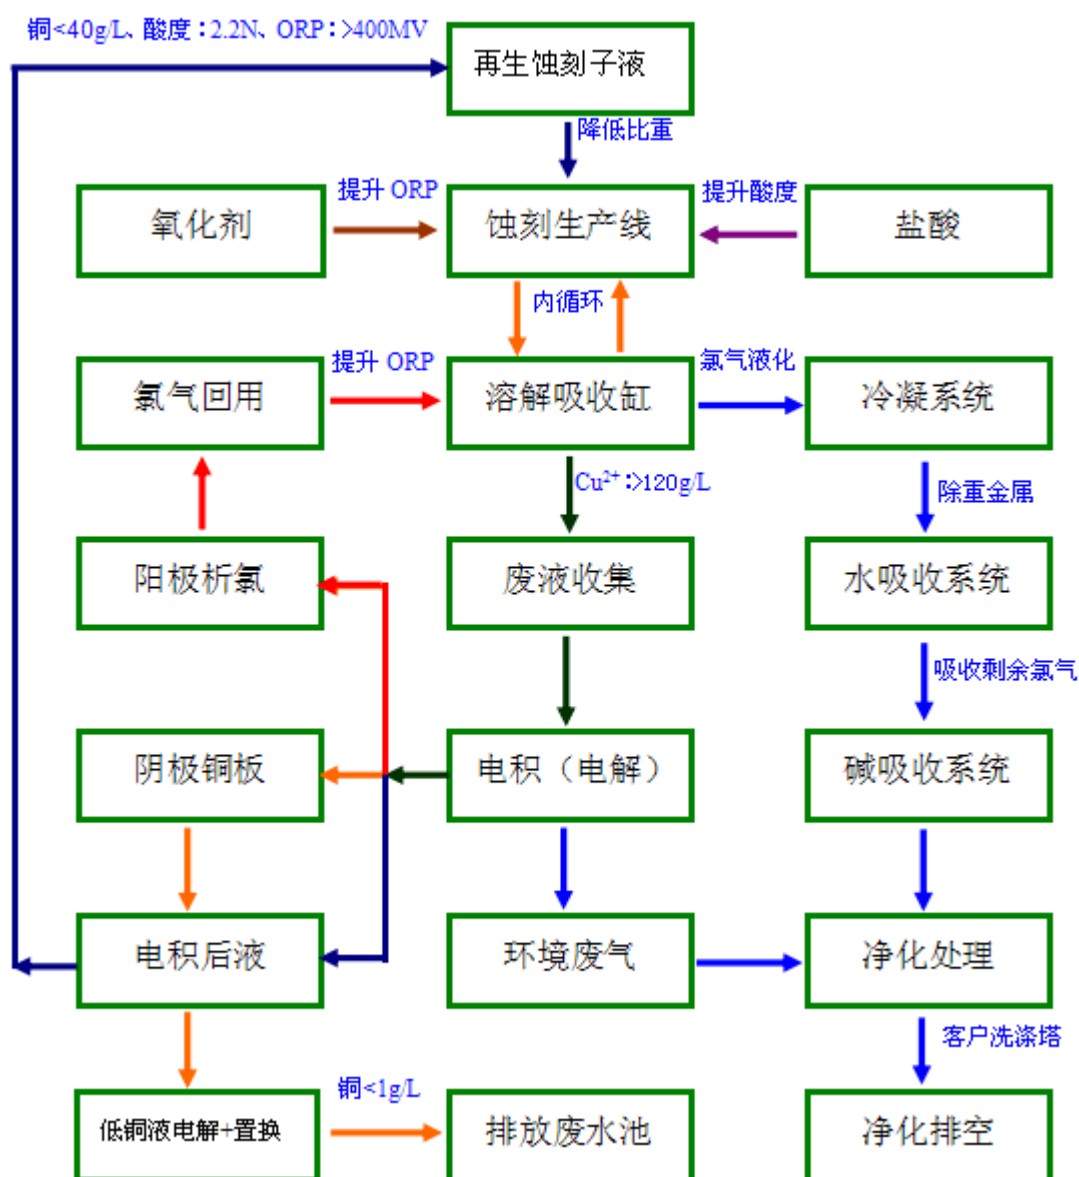 铜<40g/L、酸度：2.2N、ORP：>400MV
再生蚀刻子液
降低比重
氧化剂
提升 ORP
蚀刻生产线
提升酸度
盐酸
内循环
氯气回用
提升 ORP
溶解吸收缸
氯气液化
冷凝系统
Cu²⁺：>120g/L
除重金属
阳极析氯
废液收集
水吸收系统
吸收剩余氯气
阴极铜板
电积（电解）
碱吸收系统
电积后液
环境废气
净化处理
客户洗涤塔
低铜液电解+置换
铜<1g/L
排放废水池
净化排空